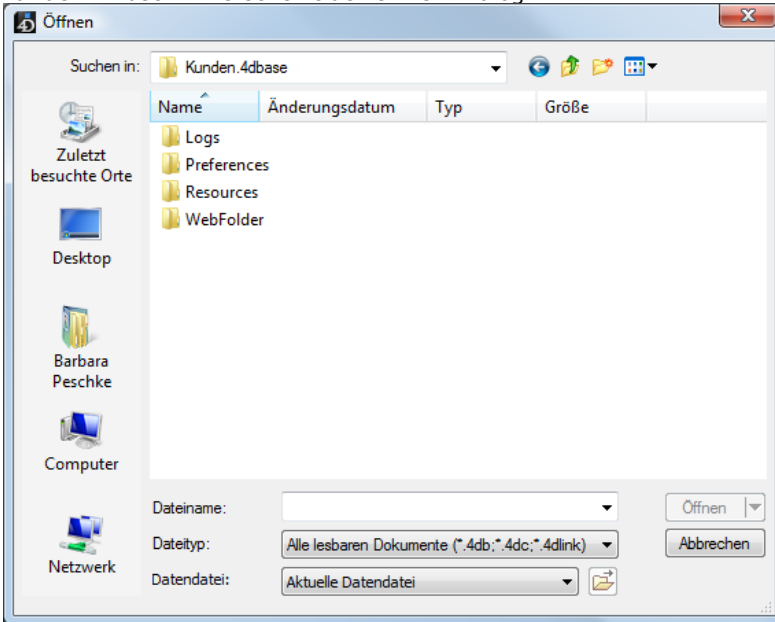 Öffnen
Suchen in:
Kunden.4dbase
Name Änderungsdatum Typ Größe
Logs
Preferences
Resources
WebFolder
Zuletzt
besuchte Orte
Desktop
Barbara
Peschke
Computer
Netzwerk
Dateiname:
Öffnen
Dateityp: Alle lesbaren Dokumente (*.4db;*.4dc;*.4dlink)
Abbrechen
Datendatei: Aktuelle Datendatei